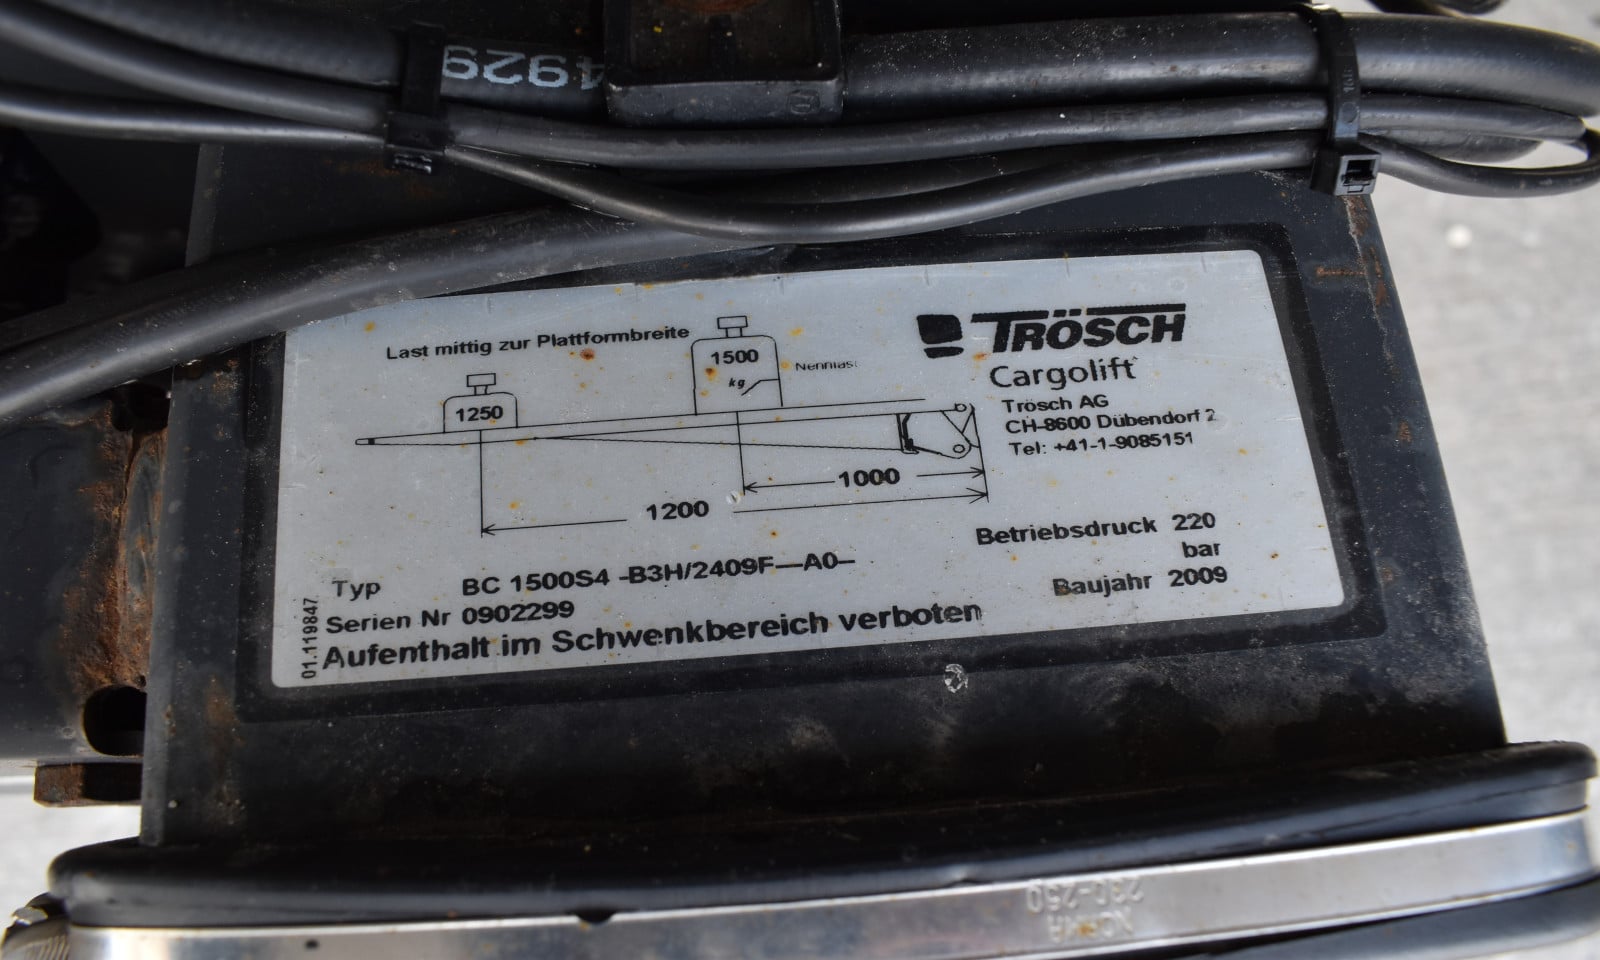 4929
Last mittig zur Plattformbreite
1500
kg
Nennlast
1250
1000
1200
TRÖSCH
Cargolift
Trösch AG
CH-8600 Dübendorf 2
Tel: +41-1-9085151
Betriebsdruck 220
bar
Baujahr 2009
Typ BC 1500S4 -B3H/2409F—A0–
Serien Nr 0902299
Aufenthalt im Schwenkbereich verboten
01.119847
NORMA
230-250